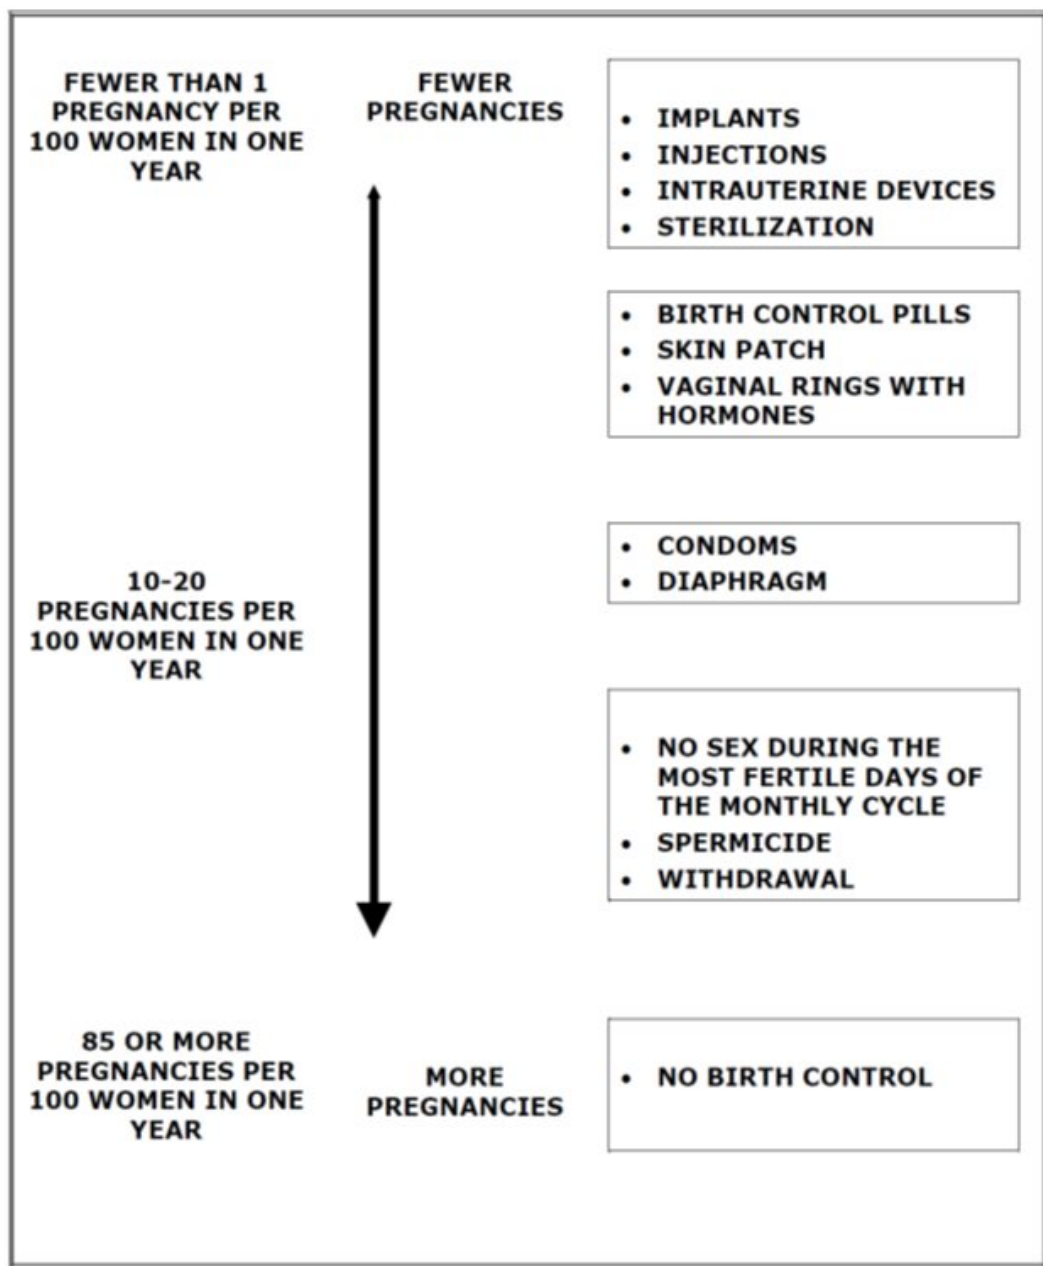 FEWER THAN 1
PREGNANCY PER
100 WOMEN IN ONE
YEAR
FEWER
PREGNANCIES
• IMPLANTS
• INJECTIONS
• INTRAUTERINE DEVICES
• STERILIZATION
• BIRTH CONTROL PILLS
• SKIN PATCH
• VAGINAL RINGS WITH
HORMONES
10-20
PREGNANCIES PER
100 WOMEN IN ONE
YEAR
• CONDOMS
• DIAPHRAGM
• NO SEX DURING THE
MOST FERTILE DAYS OF
THE MONTHLY CYCLE
• SPERMICIDE
• WITHDRAWAL
85 OR MORE
PREGNANCIES PER
100 WOMEN IN ONE
YEAR
MORE
PREGNANCIES
• NO BIRTH CONTROL